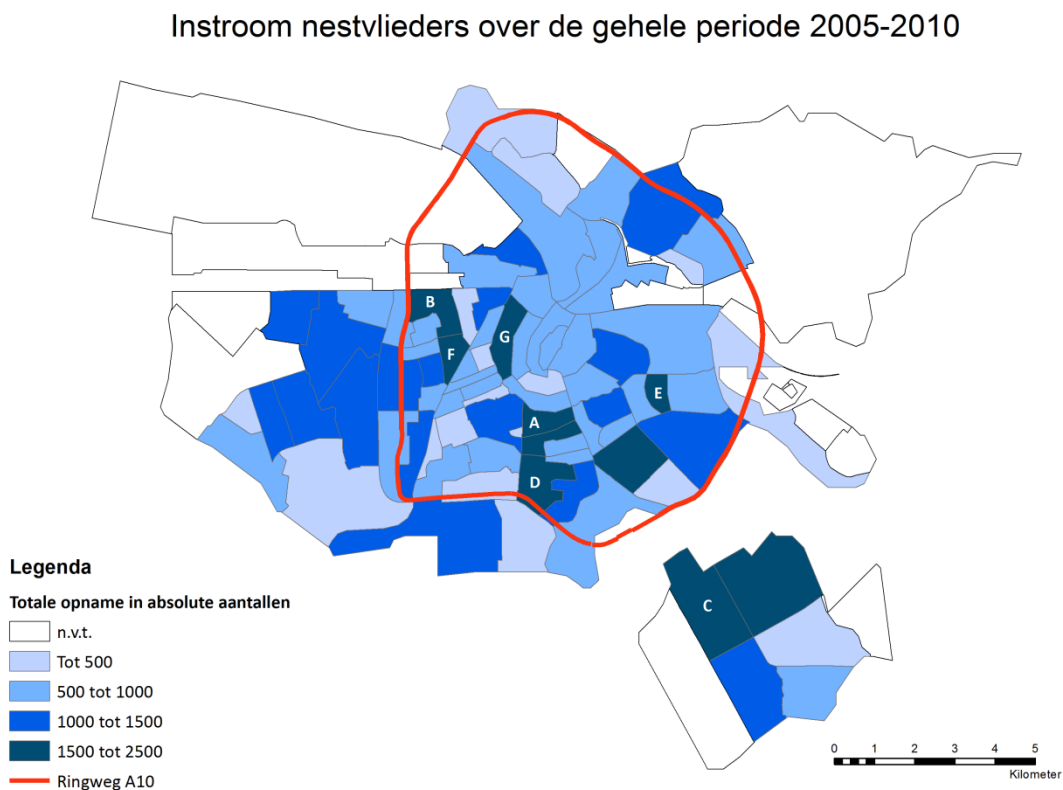 Instroom nestvlieders over de gehele periode 2005-2010
B
G
F
E
A
D
C
Legenda
Totale opname in absolute aantallen
n.v.t.
Tot 500
500 tot 1000
1000 tot 1500
1500 tot 2500
Ringweg A10
0 1 2 3 4 5
Kilometer